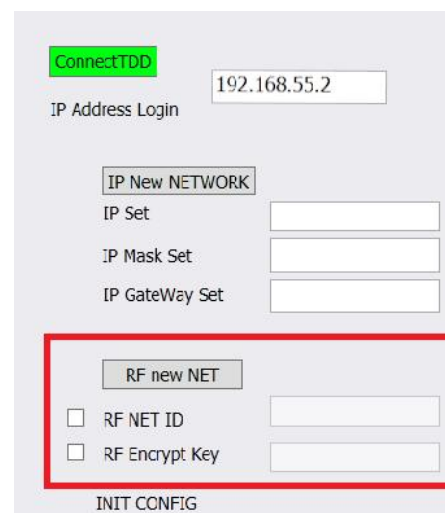 ConnectTDD
192.168.55.2
IP Address Login
IP New NETWORK
IP Set
IP Mask Set
IP GateWay Set
RF new NET
RF NET ID
RF Encrypt Key
INIT CONFIG